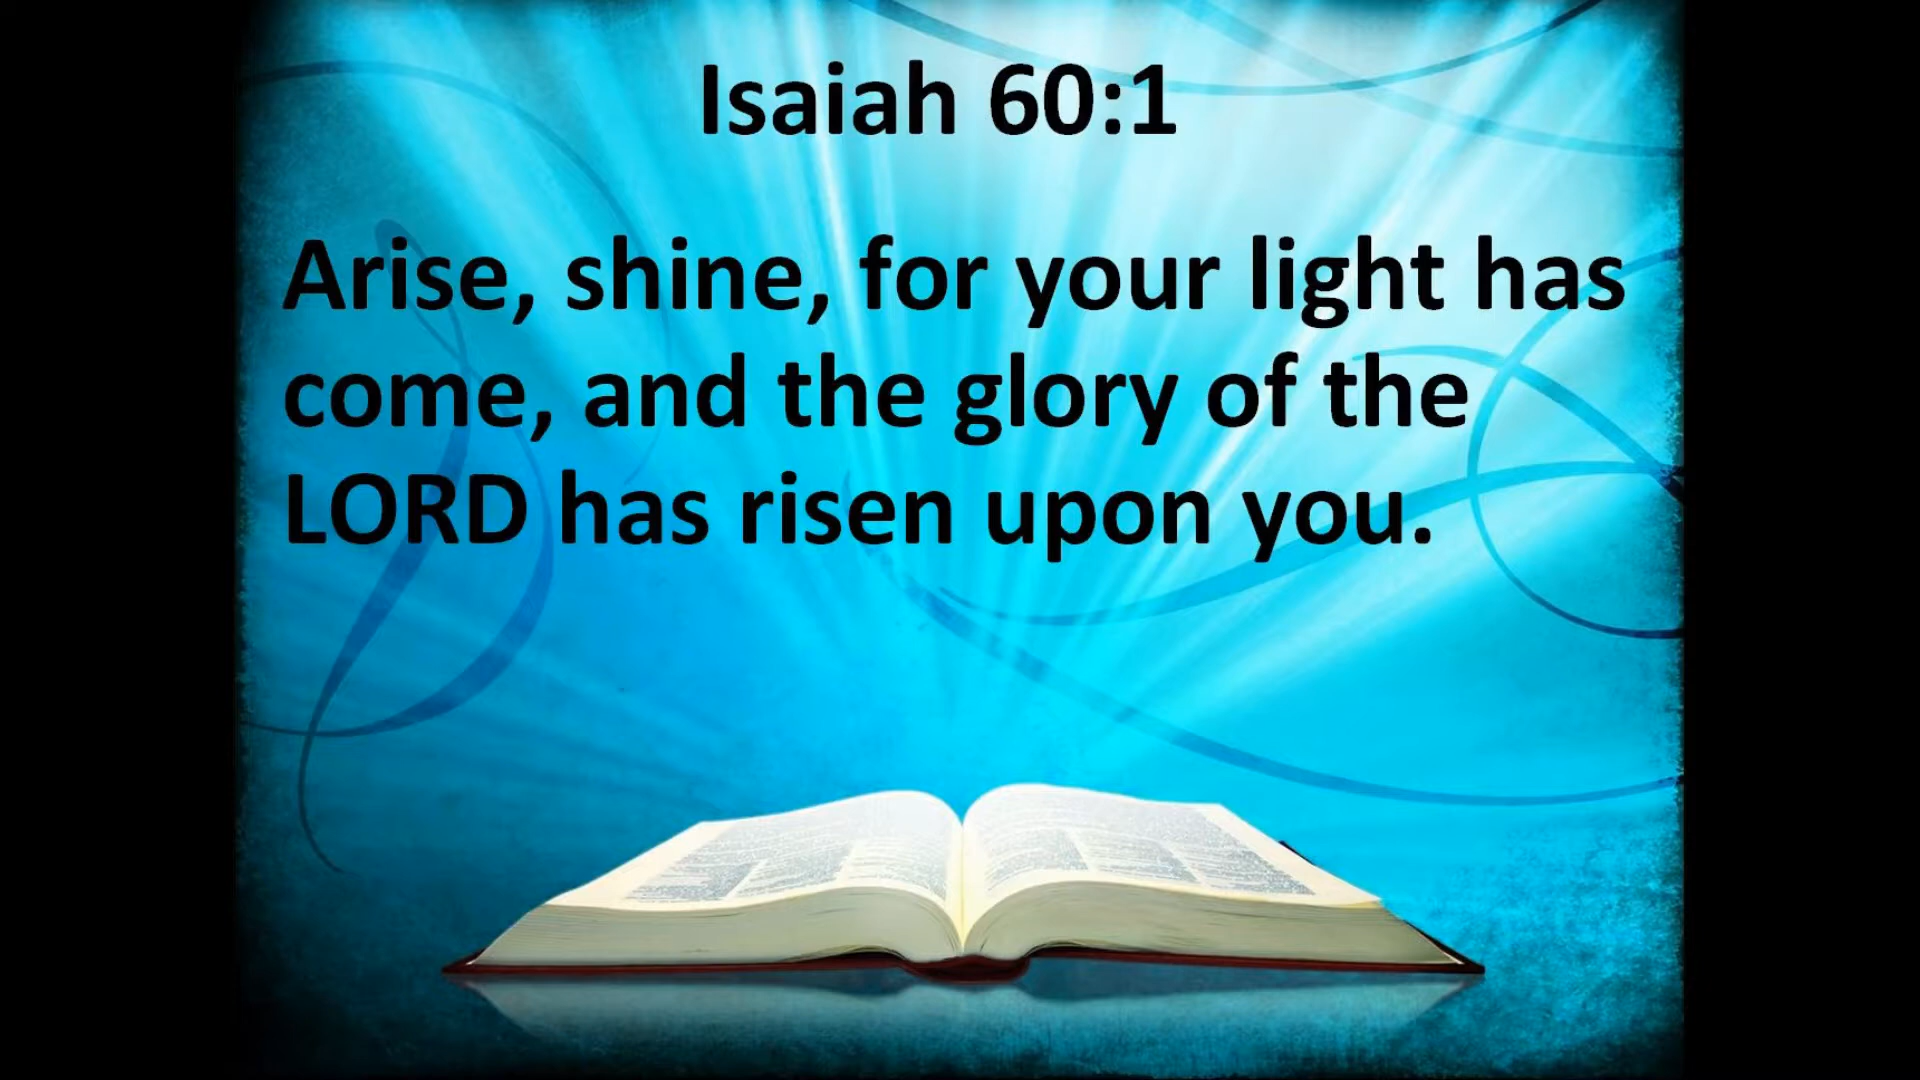 Isaiah 60:1
Arise, shine, for your light has
come, and the glory of the
LORD has risen upon you.